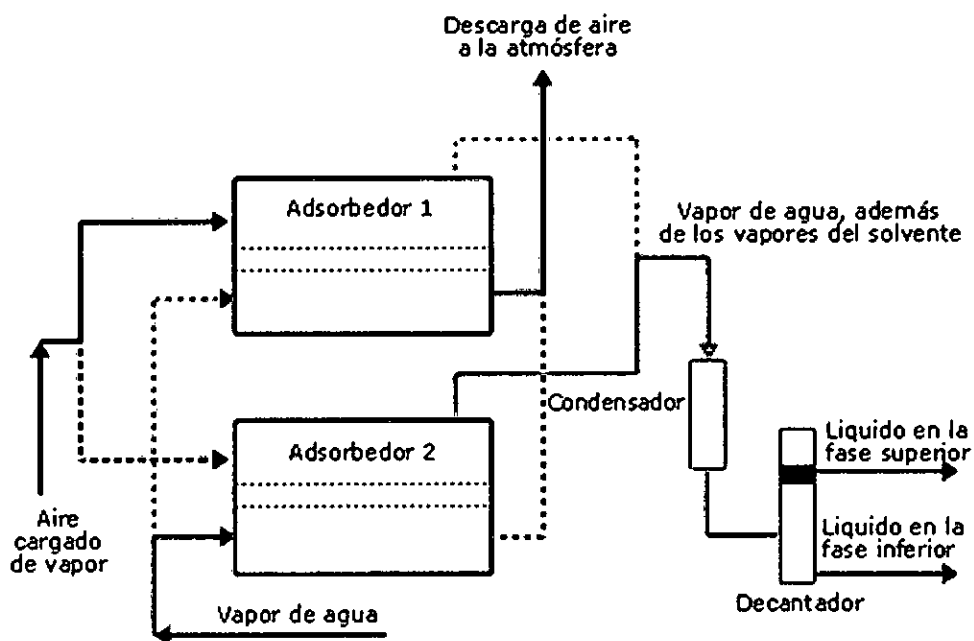 Descarga de aire
a la atmósfera
Adsorbedor 1
Vapor de agua, además
de los vapores del solvente
Condensador
Adsorbedor 2
Liquido en la
fase superior
Aire
cargado
de vapor
Liquido en la
fase inferior
Decantador
Vapor de agua